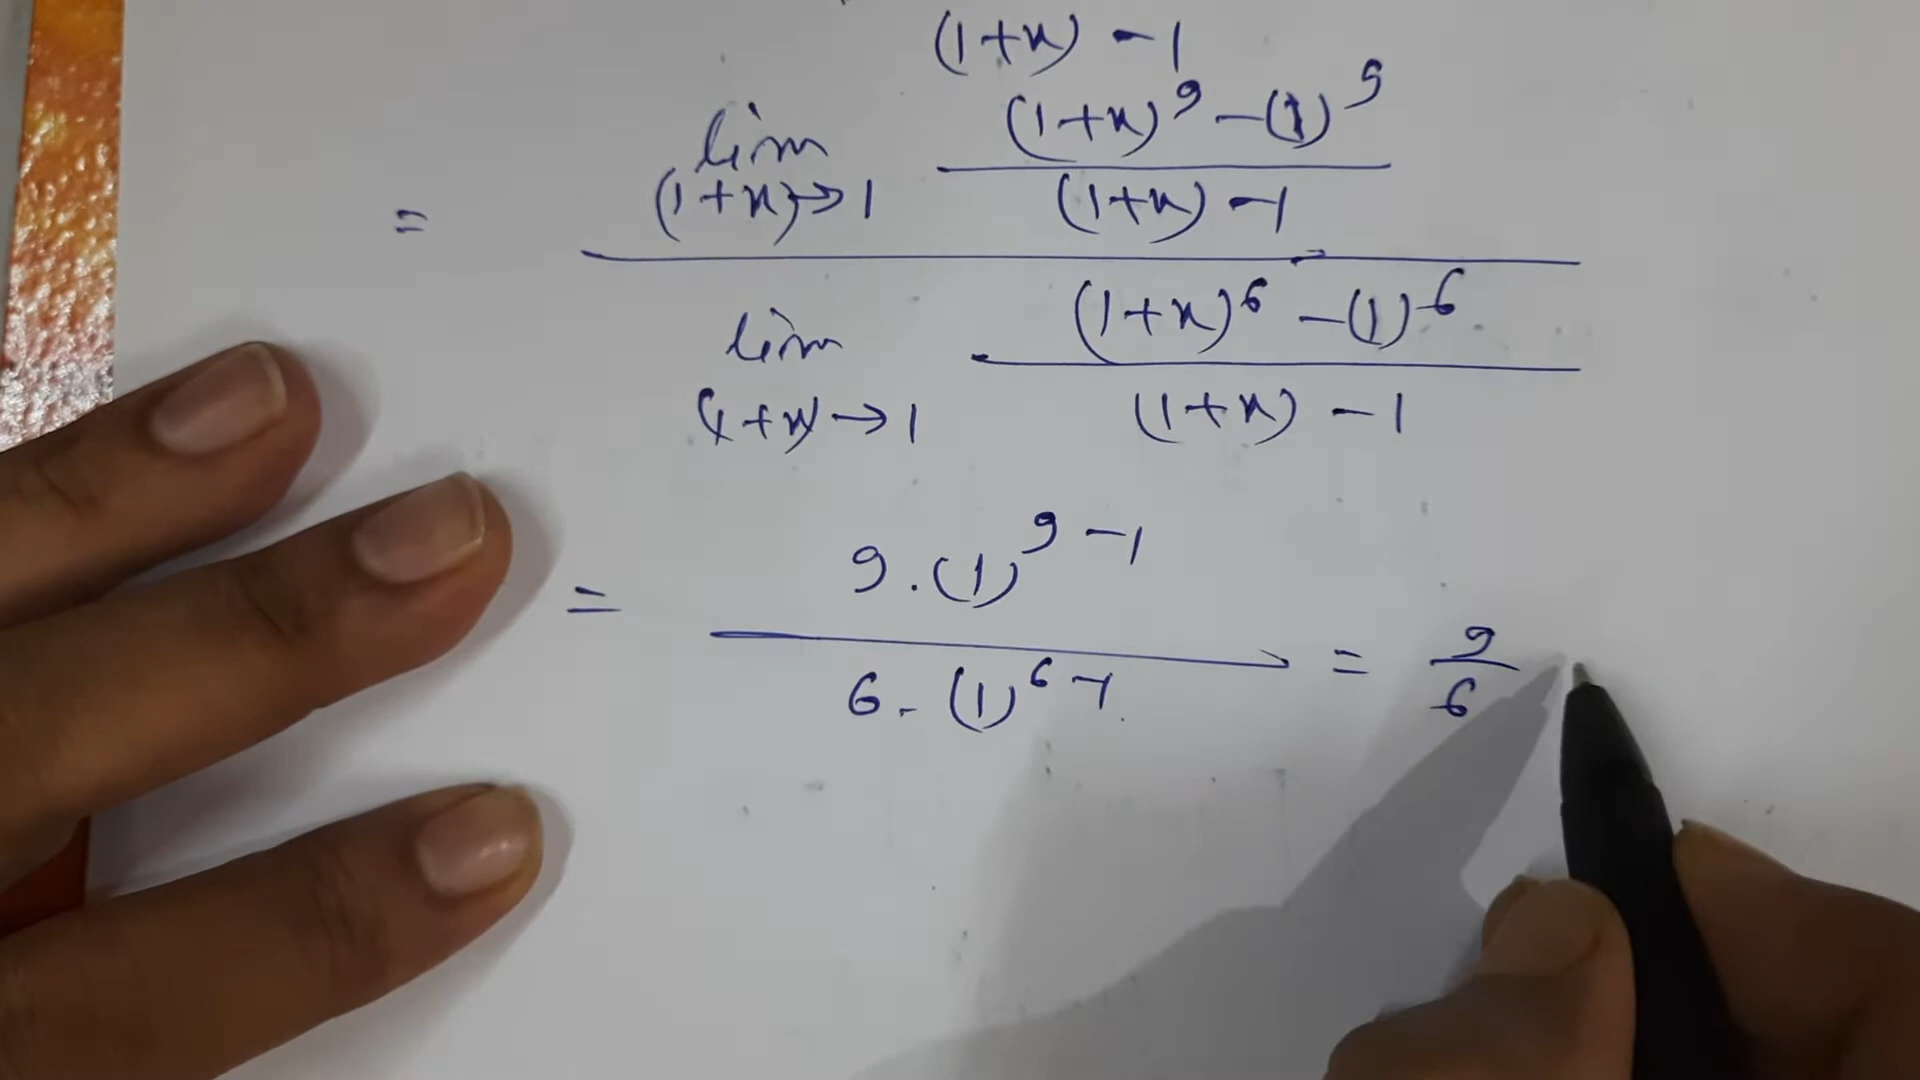 (1+x) - 1
lim (1+x)→1 (1+x)^9 - (1)^9 / (1+x) - 1
=
lim (1+x)→1 (1+x)^6 - (1)^6 / (1+x) - 1
= 9 . (1)^9-1 / 6 . (1)^6-1 = 9/6